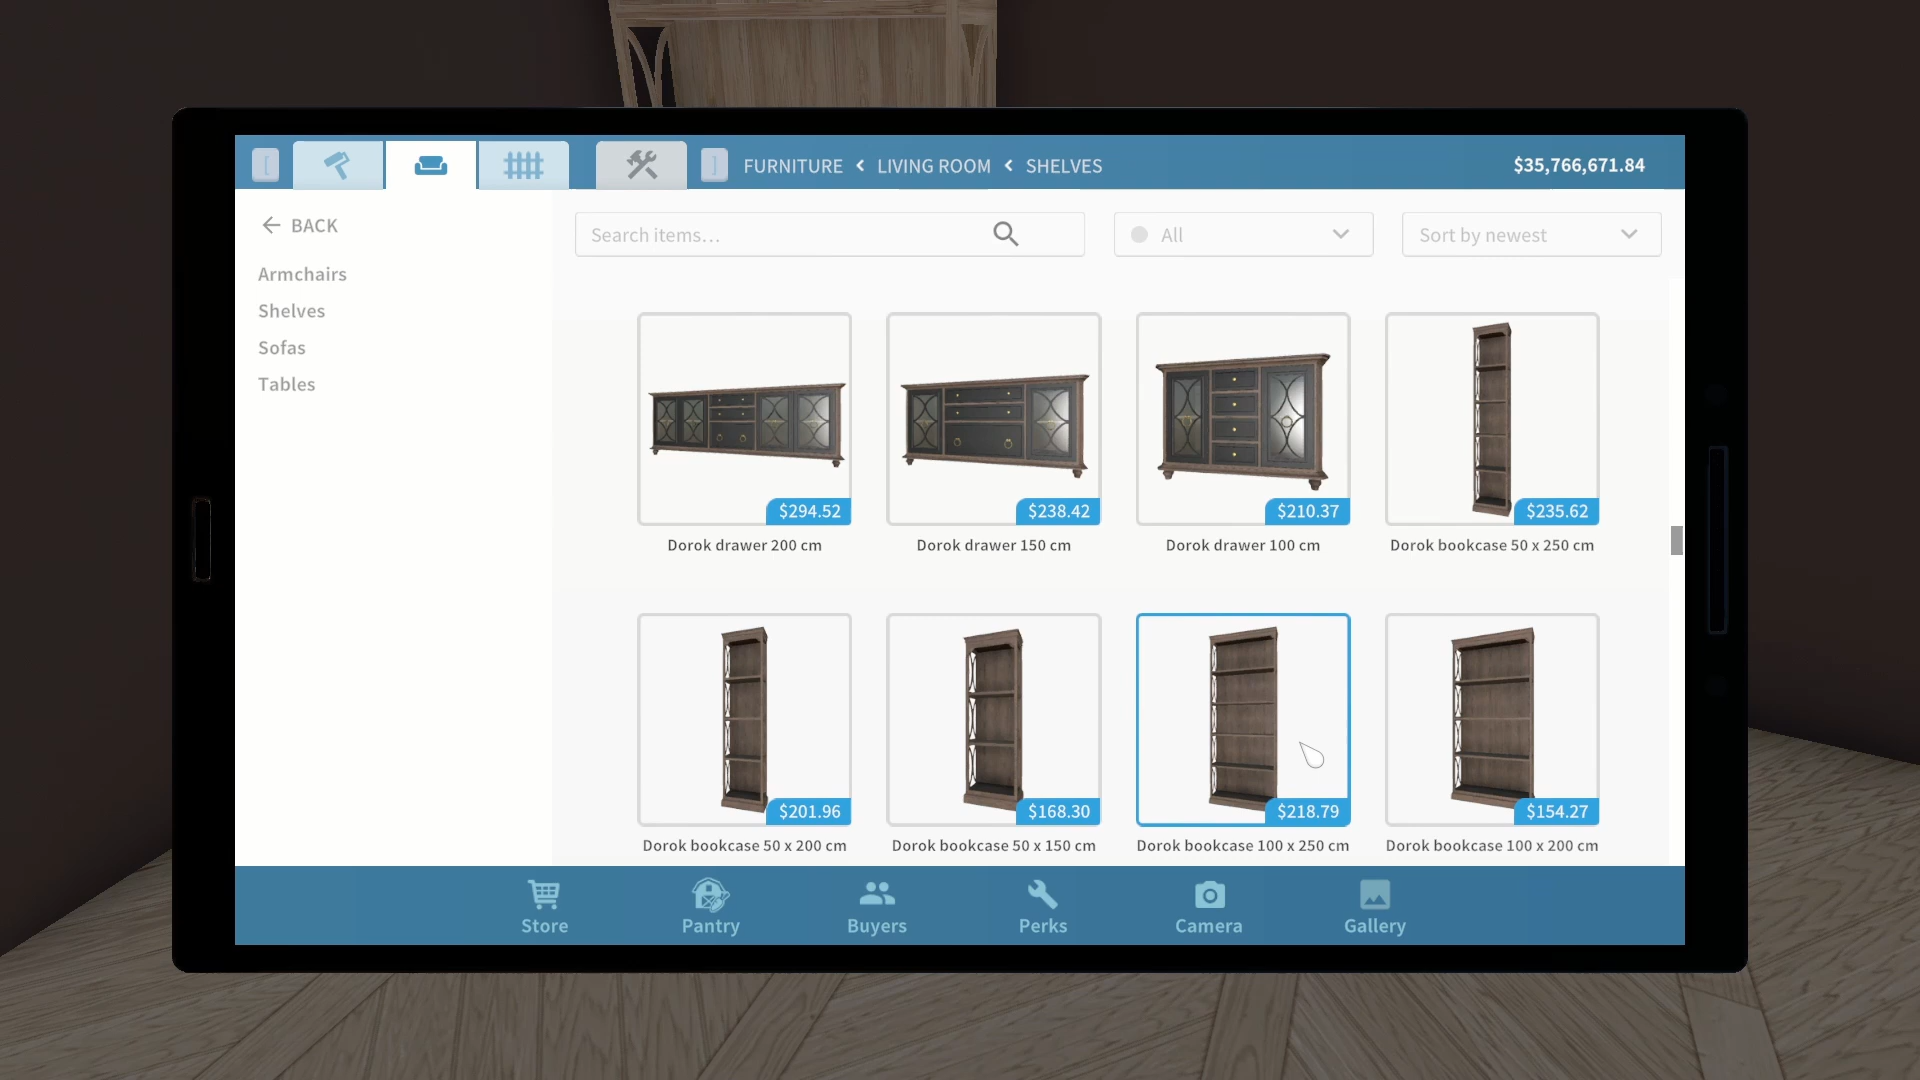 [
]
FURNITURE < LIVING ROOM < SHELVES
$35,766,671.84
BACK
Armchairs
Shelves
Sofas
Tables
Search items...
All
Sort by newest
$294.52
$238.42
$210.37
$235.62
Dorok drawer 200 cm
Dorok drawer 150 cm
Dorok drawer 100 cm
Dorok bookcase 50 x 250 cm
$201.96
$168.30
$218.79
$154.27
Dorok bookcase 50 x 200 cm
Dorok bookcase 50 x 150 cm
Dorok bookcase 100 x 250 cm
Dorok bookcase 100 x 200 cm
Store
Pantry
Buyers
Perks
Camera
Gallery